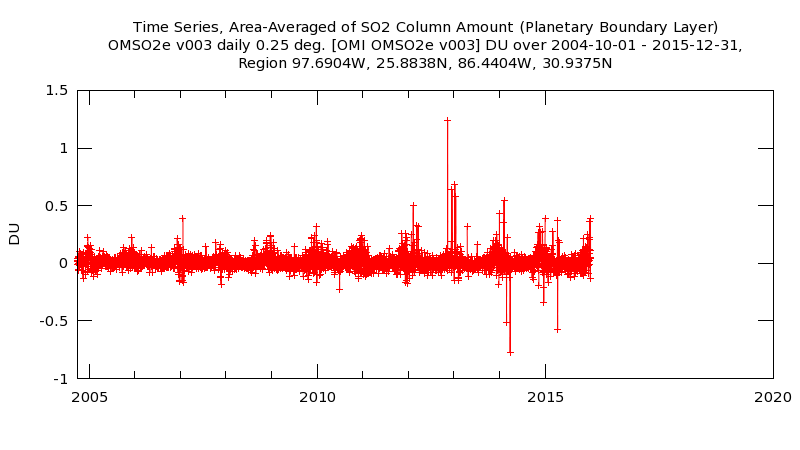 Time Series, Area-Averaged of SO2 Column Amount (Planetary Boundary Layer)
OMSO2e v003 daily 0.25 deg. [OMI OMSO2e v003] DU over 2004-10-01 - 2015-12-31,
Region 97.6904W, 25.8838N, 86.4404W, 30.9375N
1.5
1
0.5
DU
0
-0.5
-1
2005 2010 2015 2020